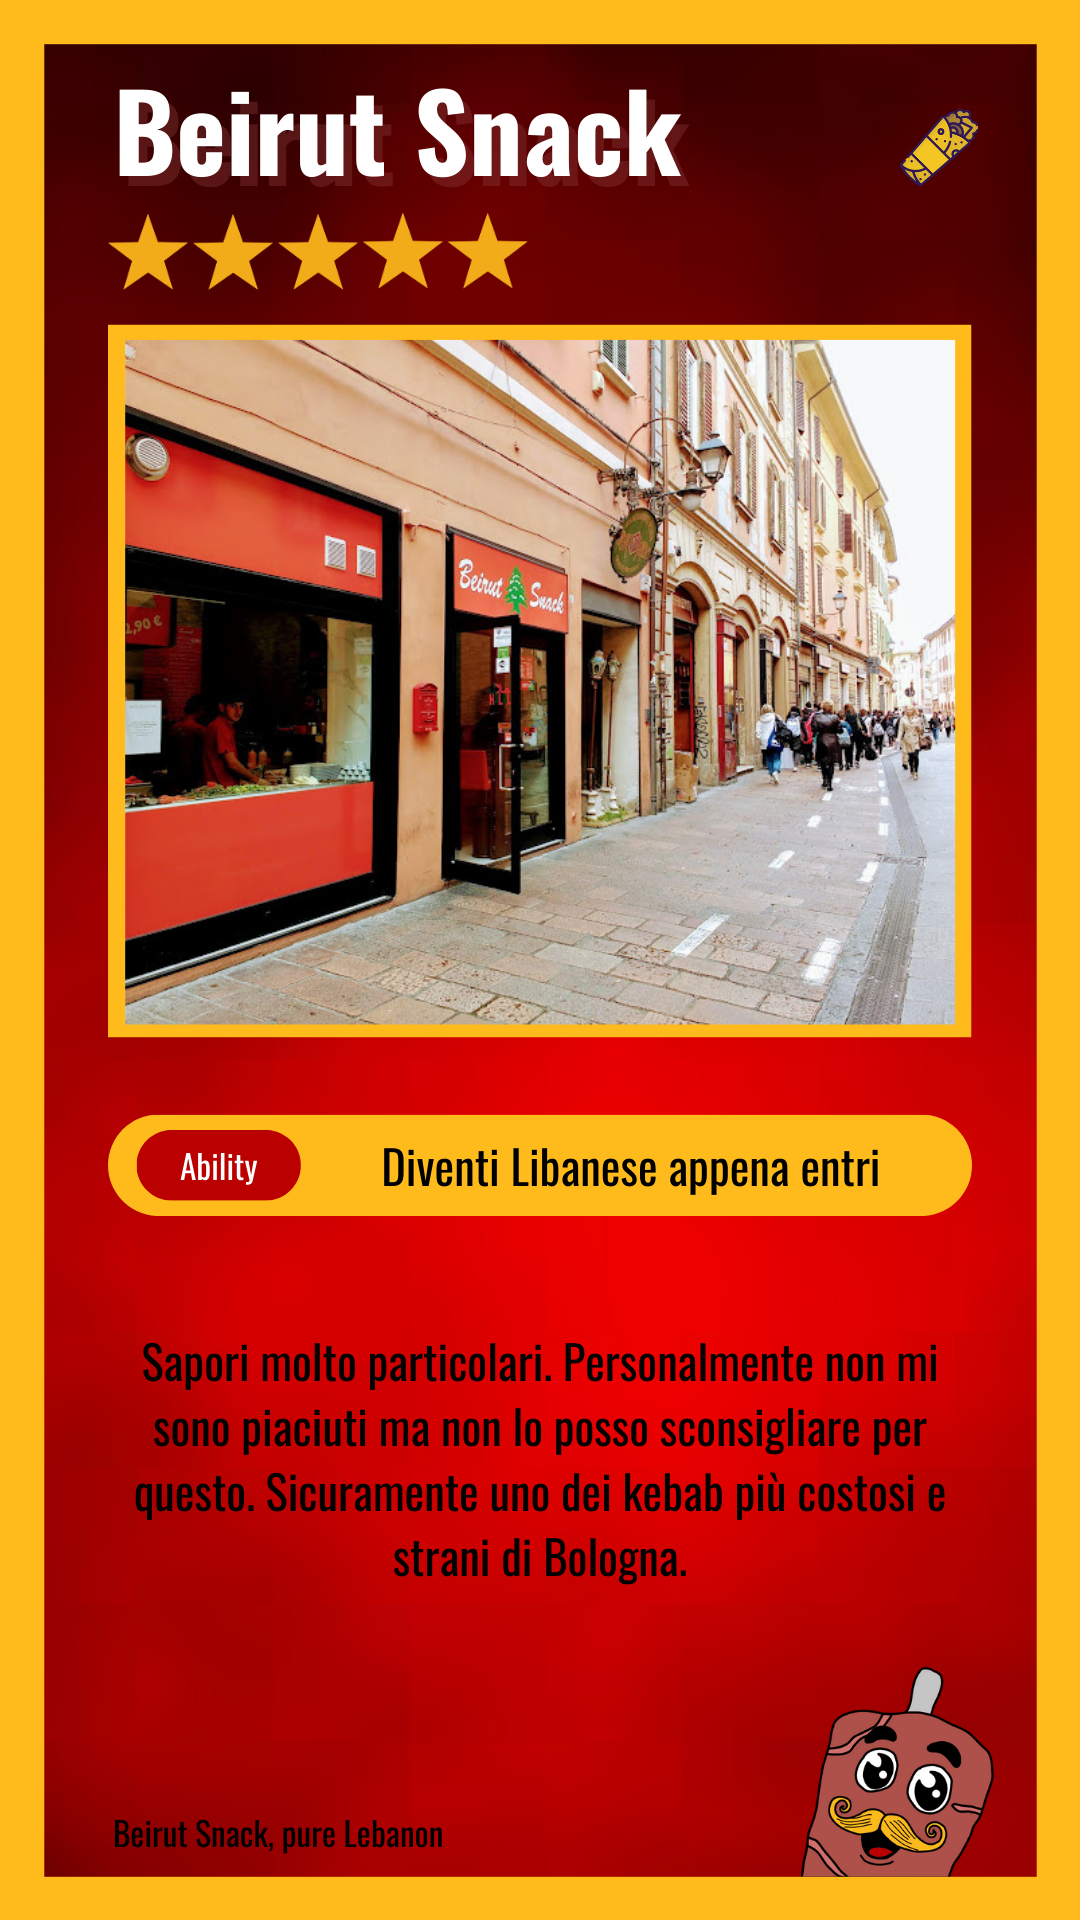 Beirut Snack
2,90 €
Beirut Snack
Ability
Diventi Libanese appena entri
Sapori molto particolari. Personalmente non mi
sono piaciuti ma non lo posso sconsigliare per
questo. Sicuramente uno dei kebab più costosi e
strani di Bologna.
Beirut Snack, pure Lebanon